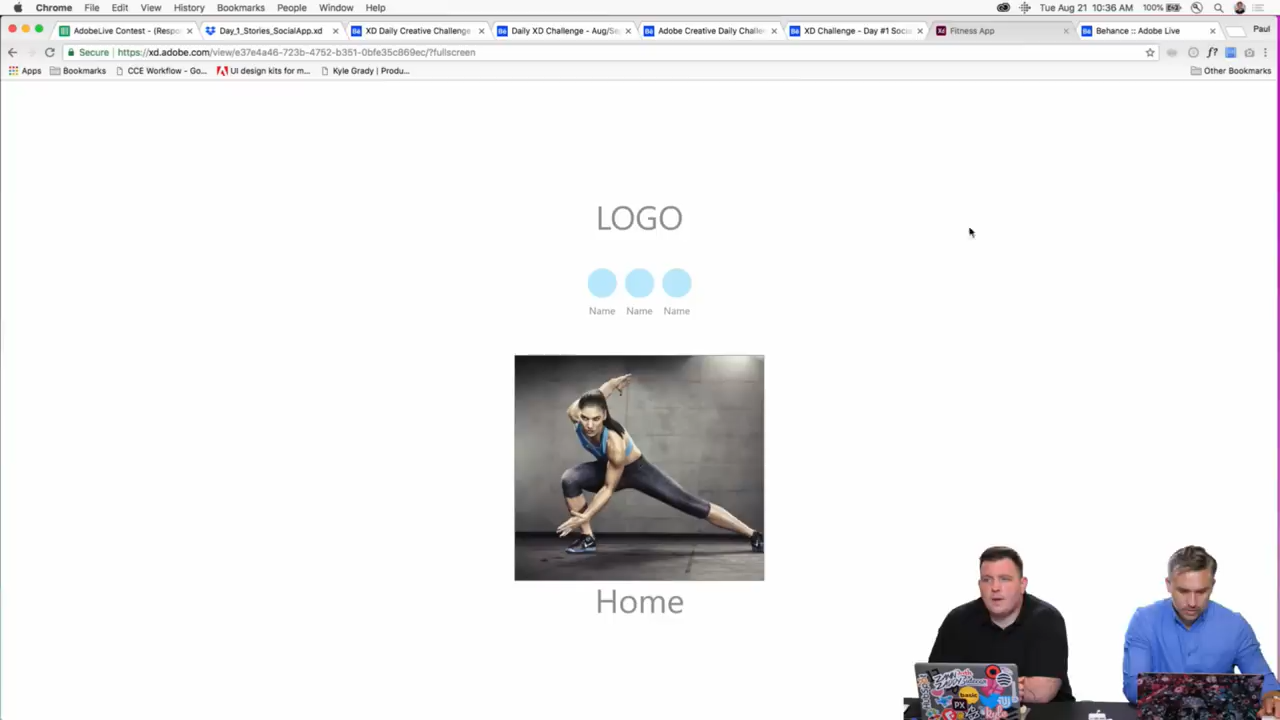 Chrome File Edit View History Bookmarks People Window Help
Tue Aug 21 10:36 AM 100%
AdobeLive Contest - (Respo
Day_1_Stories_SocialApp.xd
XD Daily Creative Challenge
Daily XD Challenge - Aug/Se
Adobe Creative Daily Challe
XD Challenge - Day #1 Socia
Fitness App
Behance :: Adobe Live
Paul
Secure https://xd.adobe.com/view/e37e4a46-723b-4752-b351-0bfe35c869ec/?fullscreen
f?
Apps Bookmarks CCE Workflow - Go... UI design kits for m... Kyle Grady | Produ... Other Bookmarks
LOGO
Name Name Name
Home
basic
PX